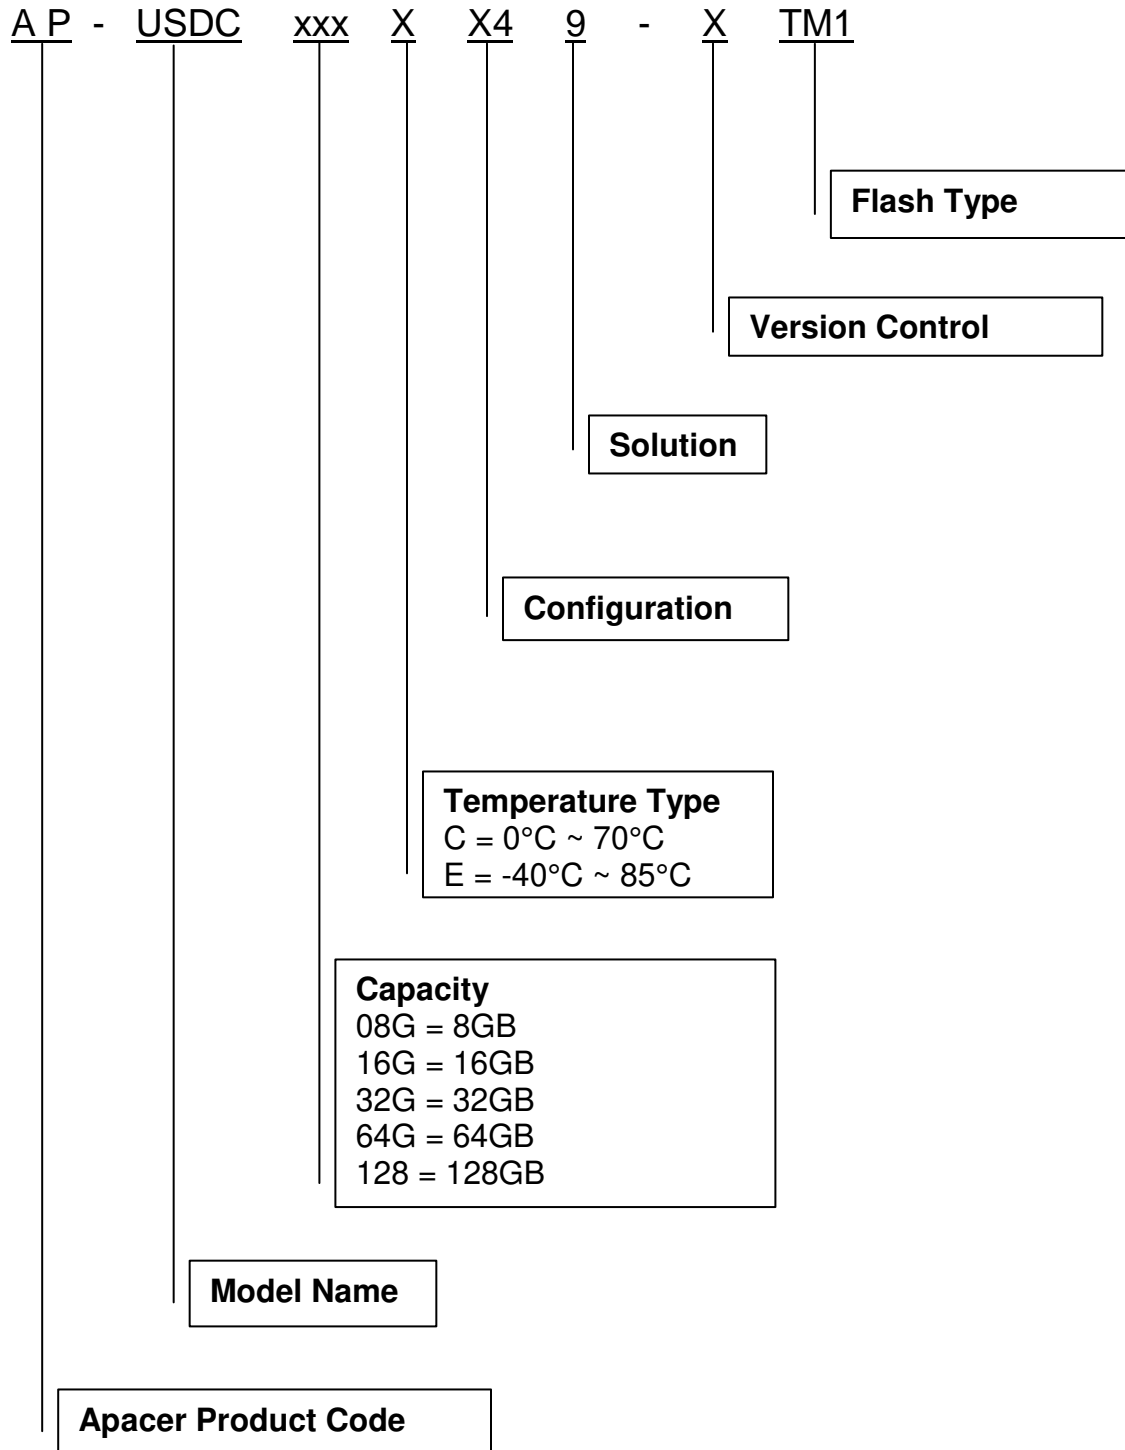 A P - USDC xxx X X4 9 - X TM1
Flash Type
Version Control
Solution
Configuration
Temperature Type
C = 0°C ~ 70°C
E = -40°C ~ 85°C
Capacity
08G = 8GB
16G = 16GB
32G = 32GB
64G = 64GB
128 = 128GB
Model Name
Apacer Product Code